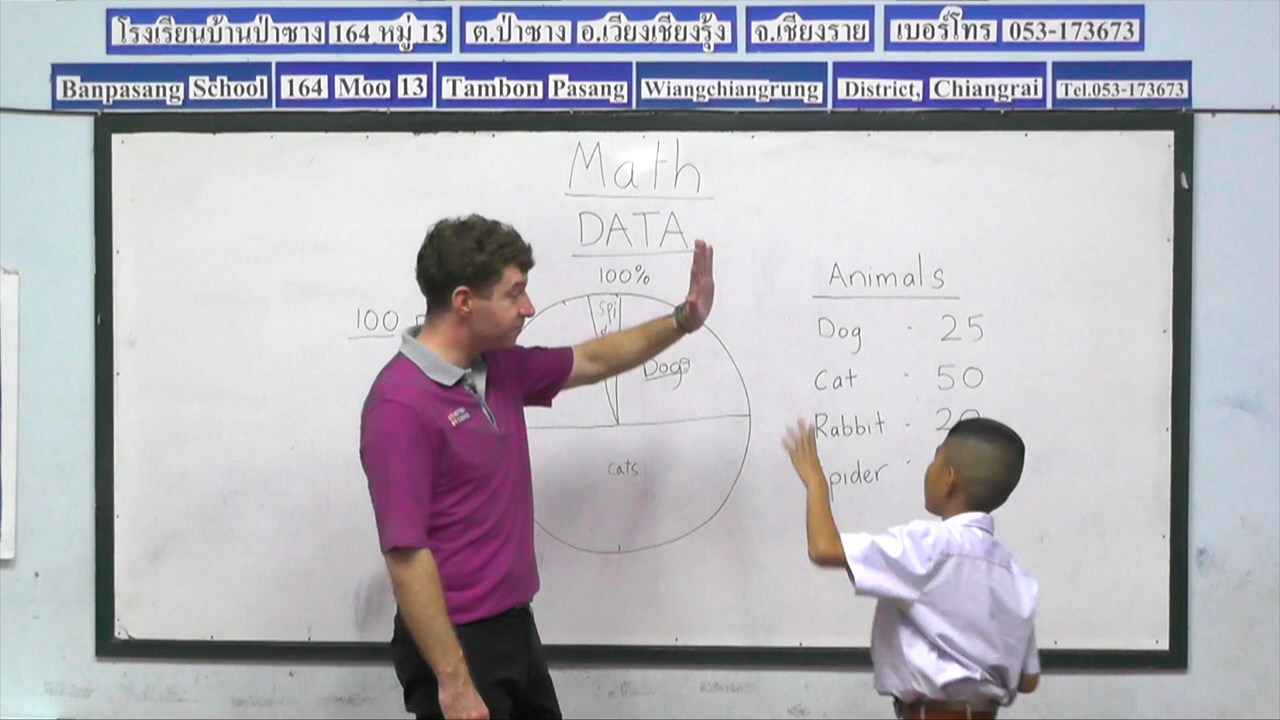 โรงเรียนบ้านป่าซาง 164 หมู่ 13 ต.ป่าซาง อ.เวียงเชียงรุ้ง จ.เชียงราย เบอร์โทร 053-173673
Banpasang School 164 Moo 13 Tambon Pasang Wiangchiangrung District, Chiangrai Tel.053-173673
Math
DATA
100%
100
Spi
Dogs
cats
Animals
Dog - 25
Cat - 50
Rabbit - 20
pider -